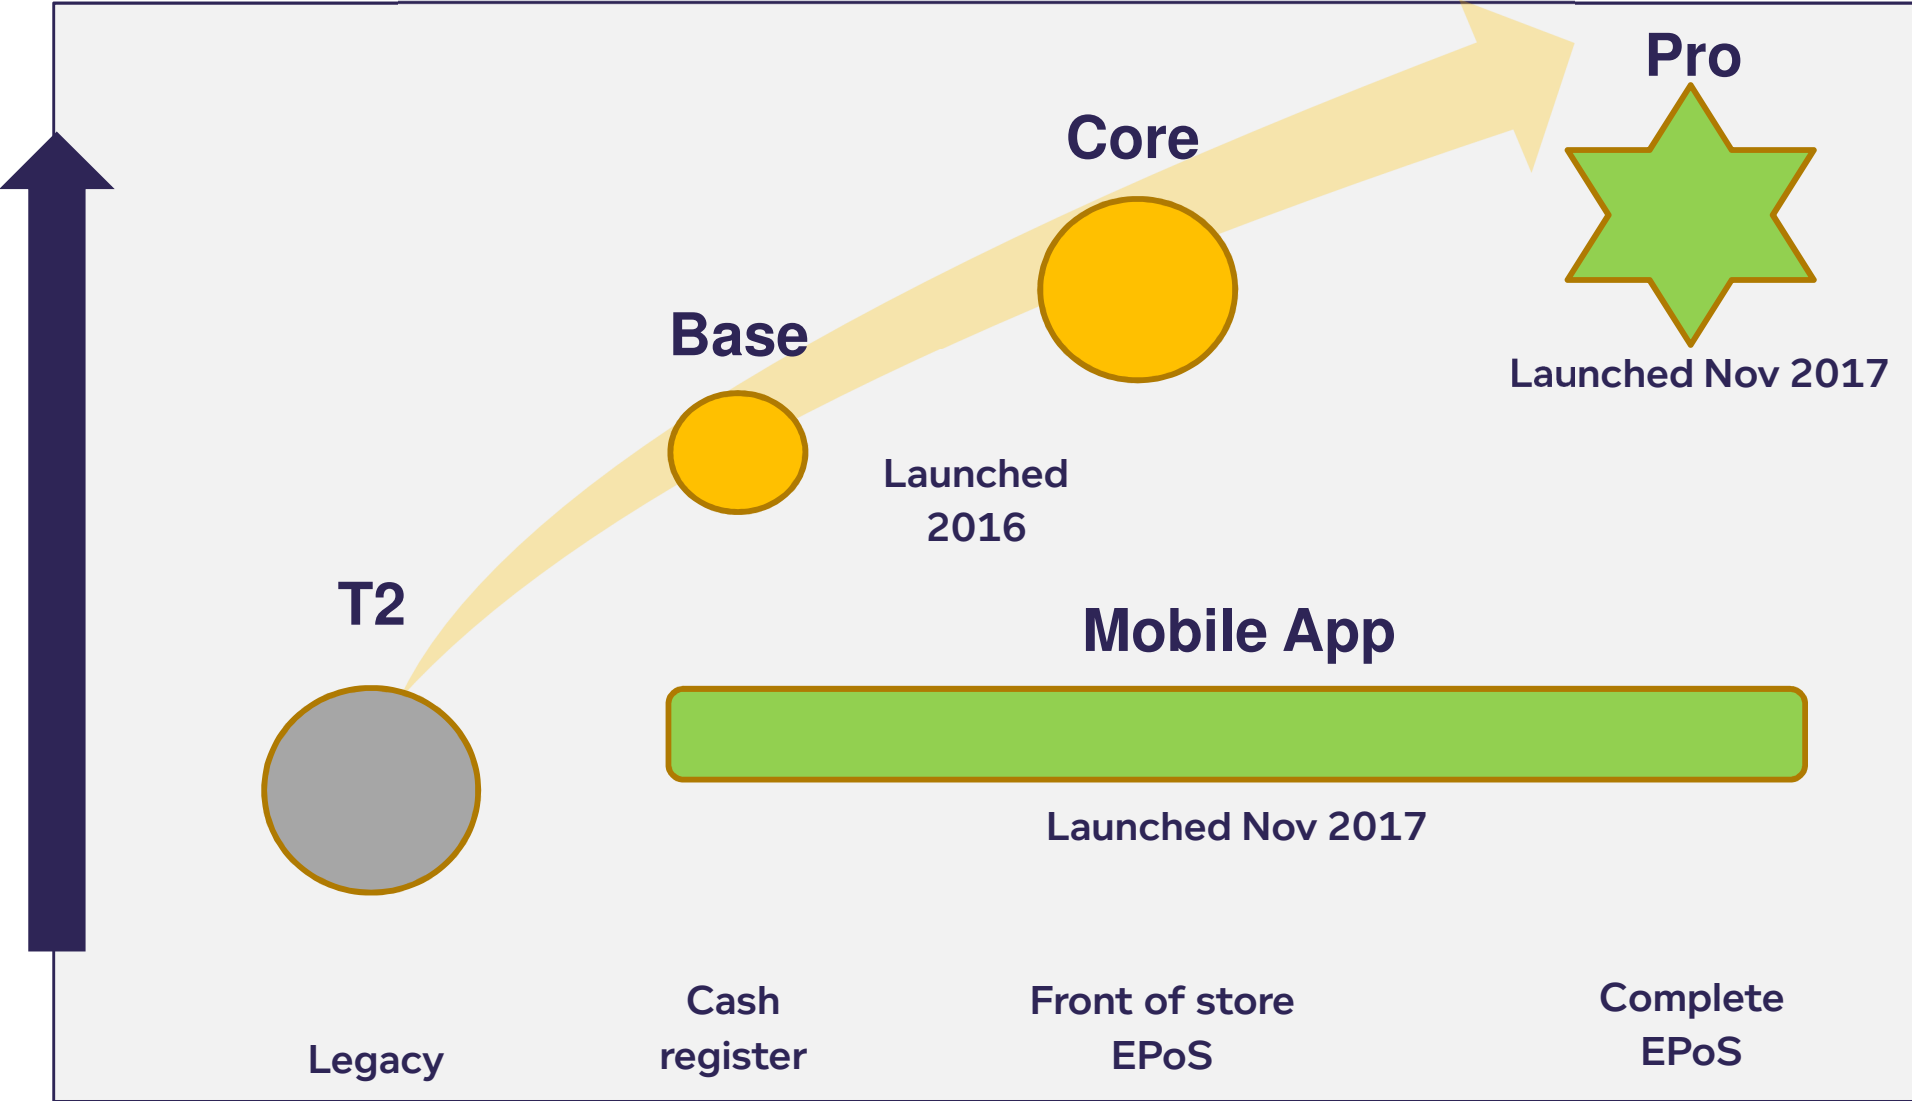 Pro
Core
Launched Nov 2017
Base
Launched
2016
T2
Mobile App
Launched Nov 2017
Legacy
Cash
register
Front of store
EPoS
Complete
EPoS